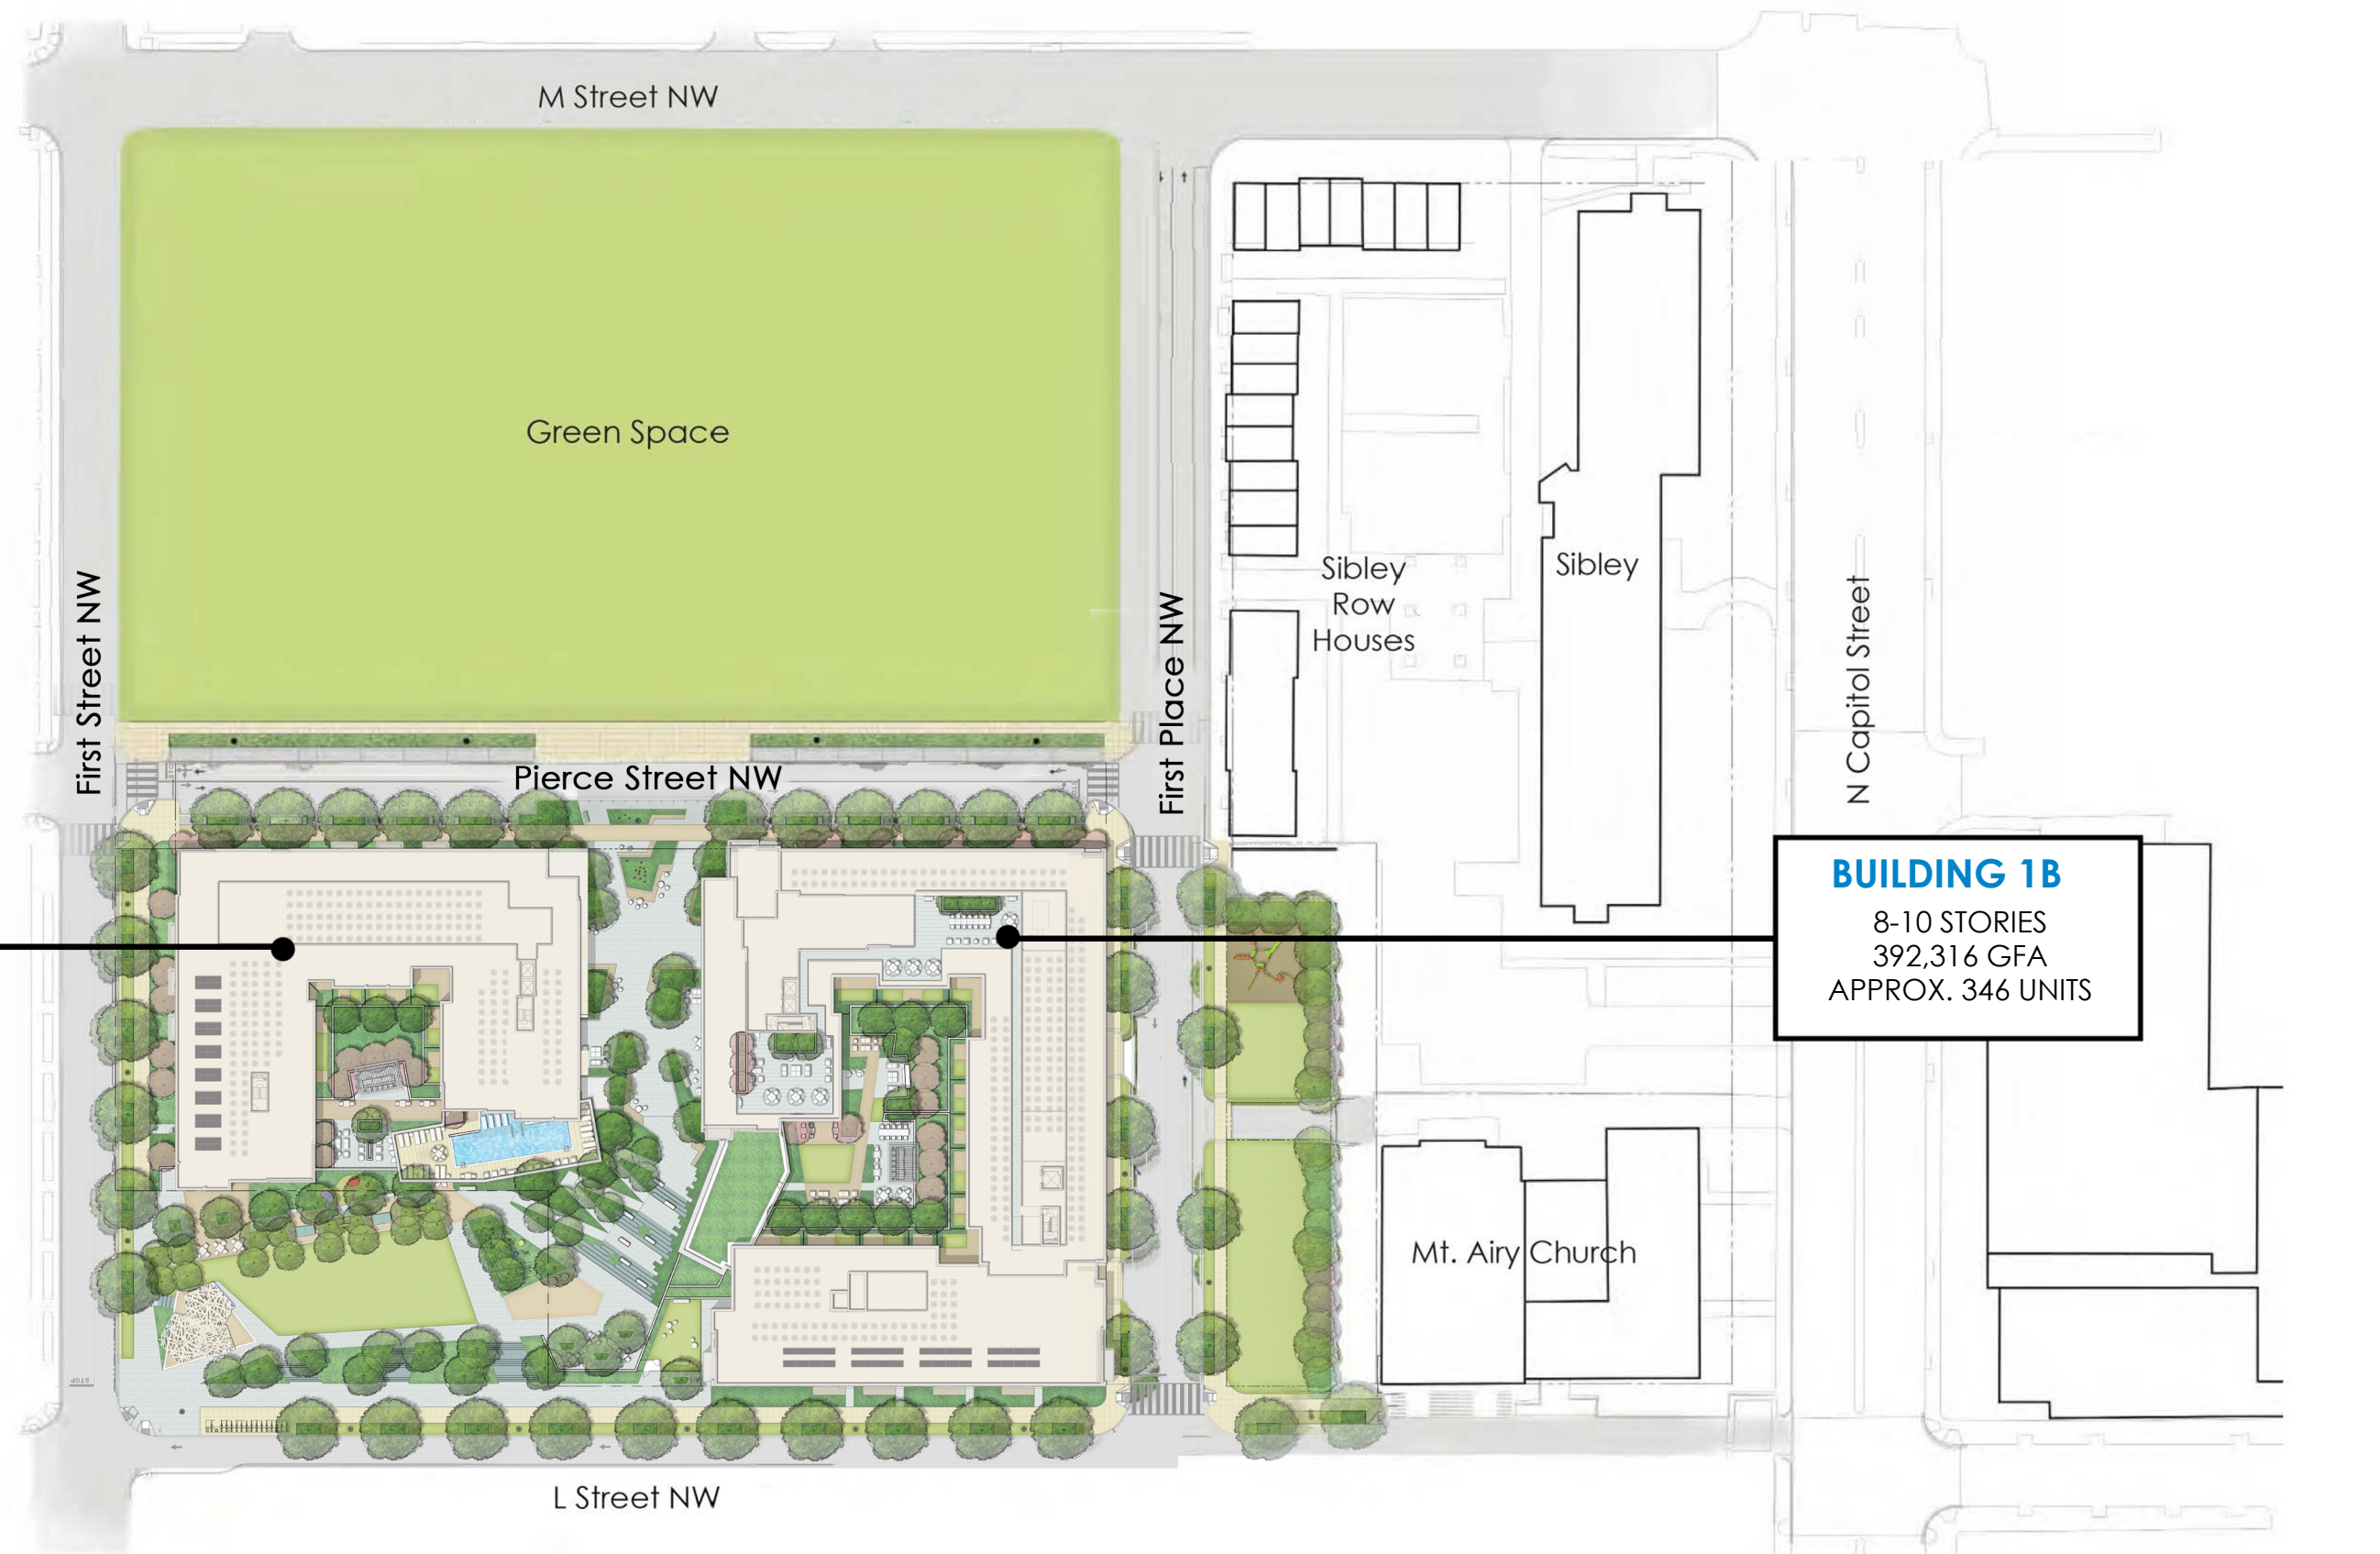 M Street NW
Green Space
First Street NW
First Place NW
Sibley
Row
Houses
Sibley
N Capitol Street
Pierce Street NW
BUILDING 1B
8-10 STORIES
392,316 GFA
APPROX. 346 UNITS
Mt. Airy Church
STOP
L Street NW